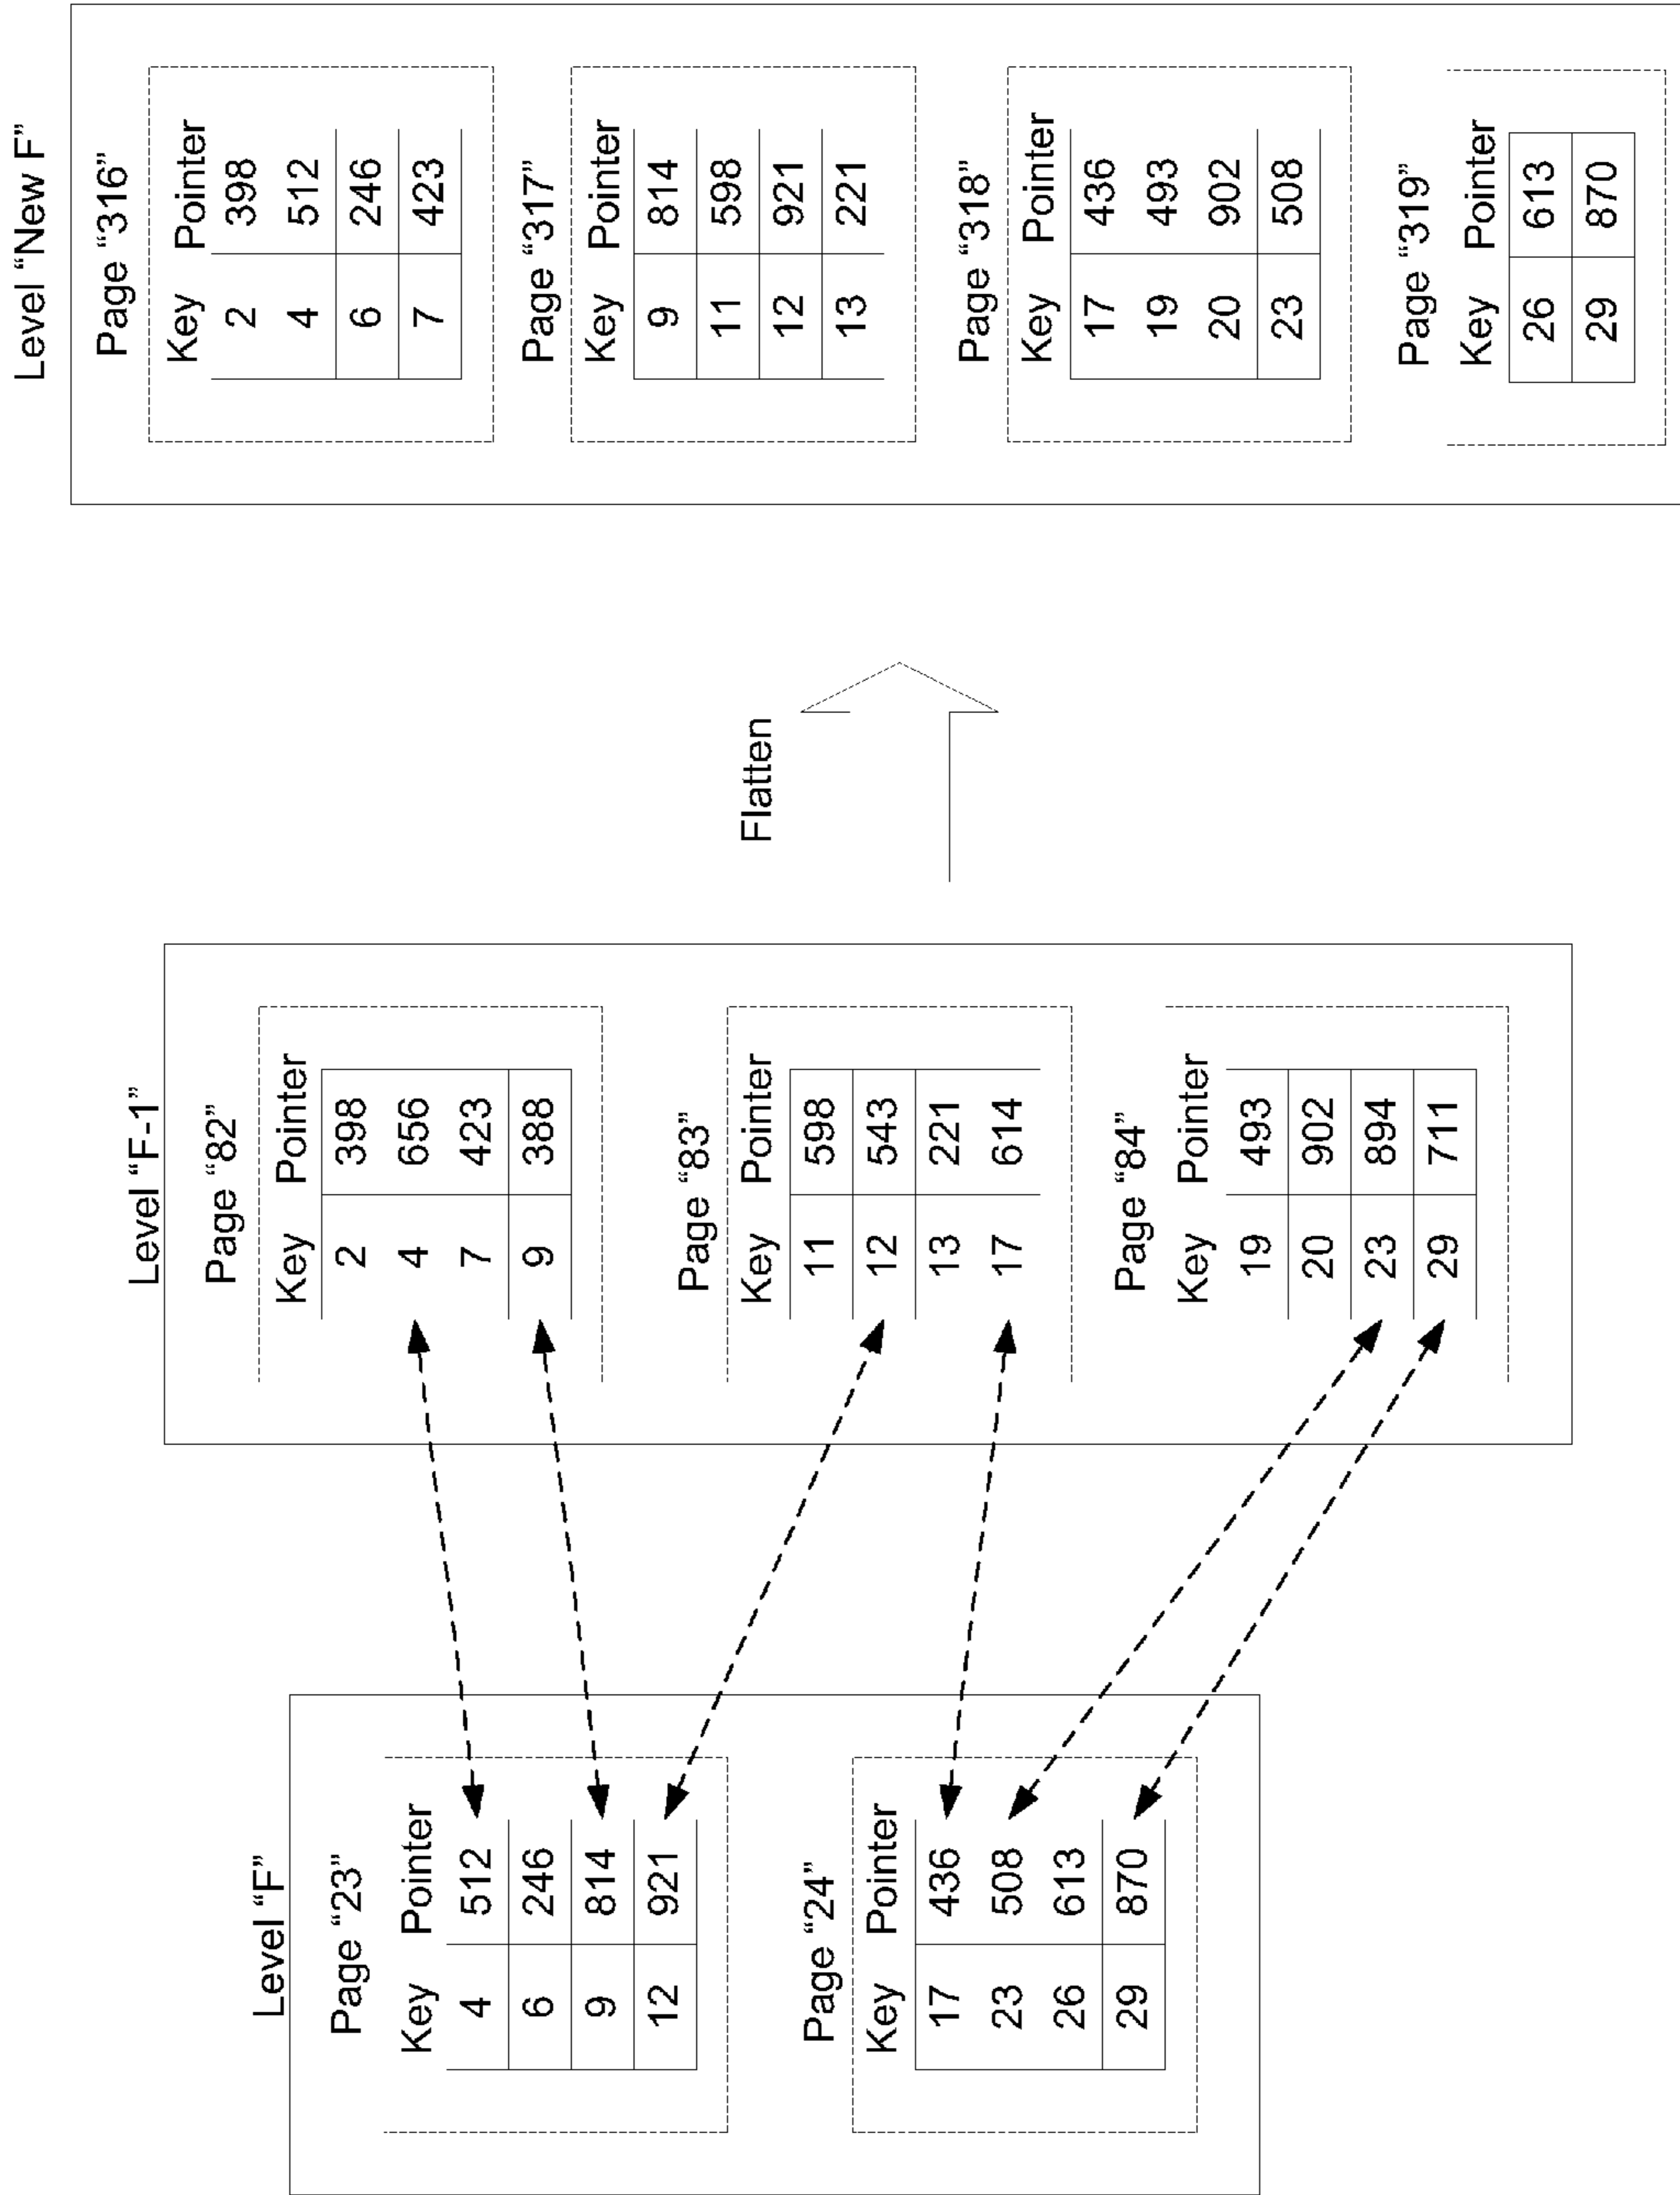 Level “F”
Page “23”
Key Pointer
4 512
6 246
9 814
12 921
Page “24”
Key Pointer
17 436
23 508
26 613
29 870
Level “F-1”
Page “82”
Key Pointer
2 398
4 656
7 423
9 388
Page “83”
Key Pointer
11 598
12 543
13 221
17 614
Page “84”
Key Pointer
19 493
20 902
23 894
29 711
Flatten
Level “New F”
Page “316”
Key Pointer
2 398
4 512
6 246
7 423
Page “317”
Key Pointer
9 814
11 598
12 921
13 221
Page “318”
Key Pointer
17 436
19 493
20 902
23 508
Page “319”
Key Pointer
26 613
29 870